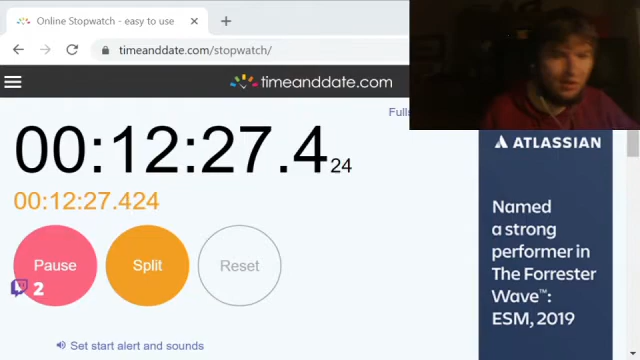 Online Stopwatch - easy to use
timeanddate.com/stopwatch/
timeanddate.com
Fulls
00:12:27.424
00:12:27.424
Pause
Split
Reset
2
Set start alert and sounds
ATLASSIAN
Named
a strong
performer in
The Forrester
Wave™:
ESM, 2019